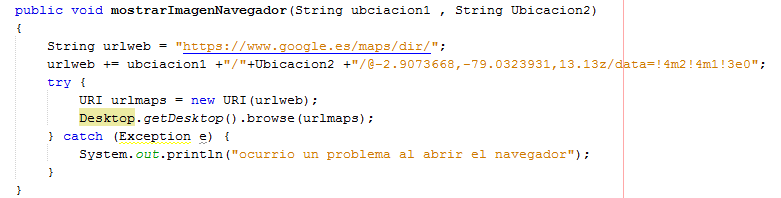 public void mostrarImagenNavegador(String ubciacion1 , String Ubicacion2)
{
String urlweb = "https://www.google.es/maps/dir/";
urlweb += ubciacion1 +"/"+Ubicacion2 +"/@-2.9073668,-79.0323931,13.13z/data=!4m2!4m1!3e0";
try {
URI urlmaps = new URI(urlweb);
Desktop.getDesktop().browse(urlmaps);
} catch (Exception e) {
System.out.println("ocurrio un problema al abrir el navegador");
}
}